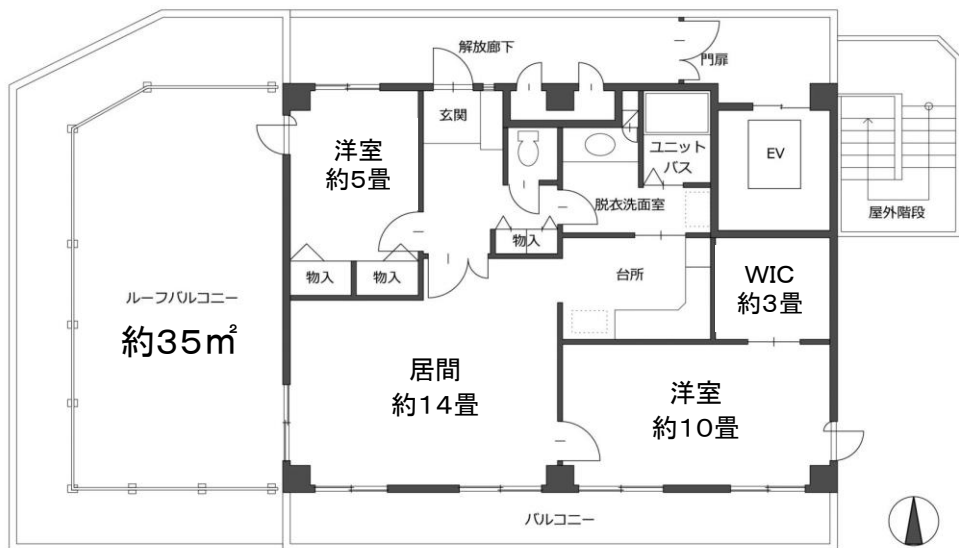 解放廊下
門扉
玄関
洋室
約5畳
ユニット
バス
EV
脱衣洗面室
屋外階段
物入
物入
物入
台所
WIC
約3畳
ルーフバルコニー
約35㎡
居間
約14畳
洋室
約10畳
バルコニー